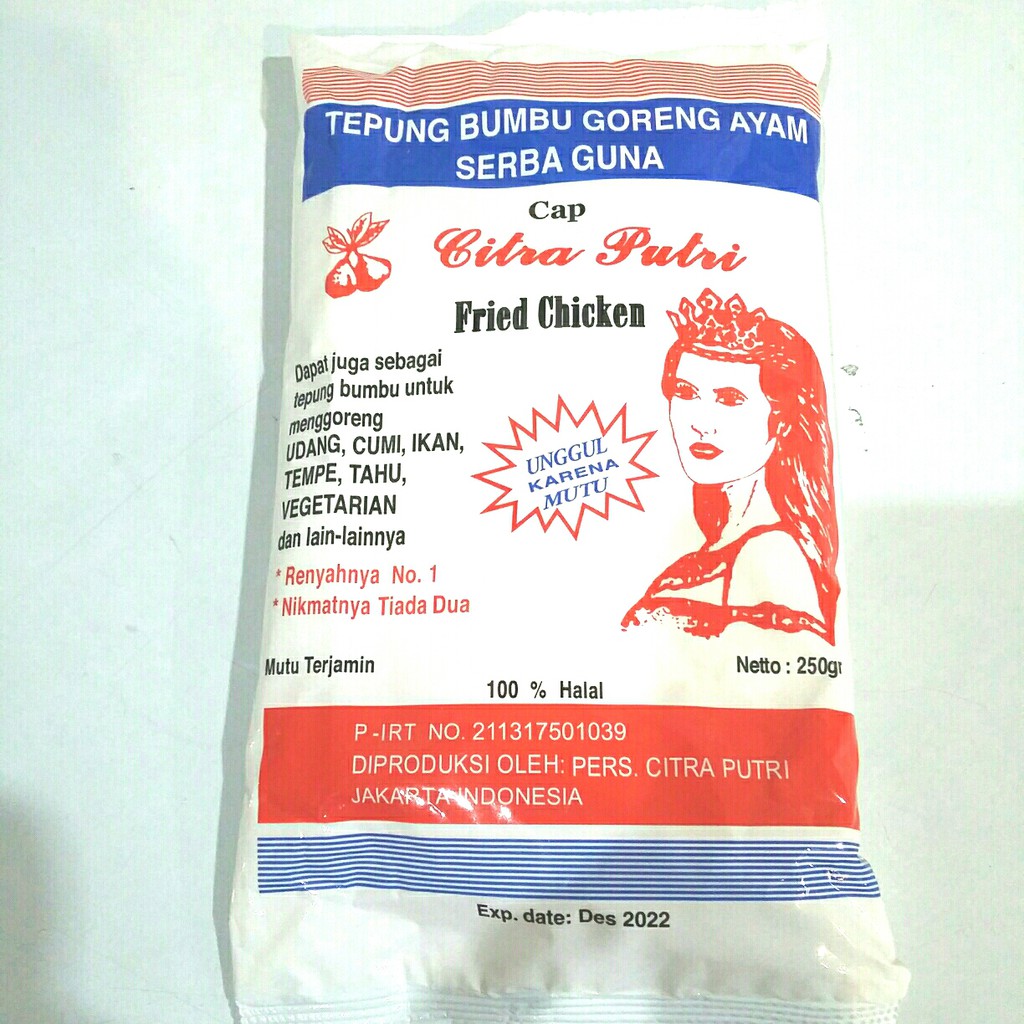 TEPUNG BUMBU GORENG AYAM
SERBA GUNA
Cap
Citra Putri
Fried Chicken
Dapat juga sebagai
tepung bumbu untuk
menggoreng
UDANG, CUMI, IKAN,
TEMPE, TAHU,
VEGETARIAN
dan lain-lainnya
* Renyahnya No. 1
* Nikmatnya Tiada Dua
UNGGUL
KARENA
MUTU
Mutu Terjamin
Netto : 250gr
100 % Halal
P-IRT NO. 211317501039
DIPRODUKSI OLEH: PERS. CITRA PUTRI
JAKARTA-INDONESIA
Exp. date: Des 2022